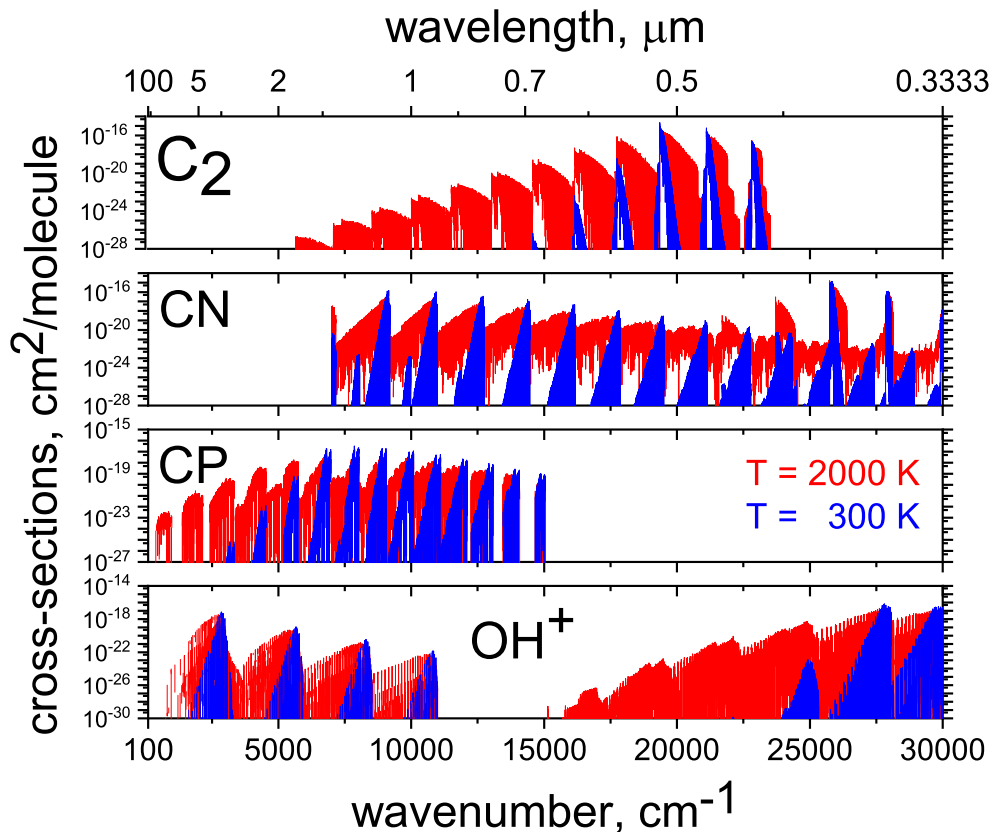 wavelength, μm
100 5 2 1 0.7 0.5 0.3333
cross-sections, cm²/molecule
C₂
10⁻¹⁶
10⁻²⁰
10⁻²⁴
10⁻²⁸
CN
10⁻¹⁶
10⁻²⁰
10⁻²⁴
10⁻²⁸
CP
10⁻¹⁵
10⁻¹⁹
10⁻²³
10⁻²⁷
T = 2000 K
T = 300 K
OH⁺
10⁻¹⁴
10⁻¹⁸
10⁻²²
10⁻²⁶
10⁻³⁰
100 5000 10000 15000 20000 25000 30000
wavenumber, cm⁻¹